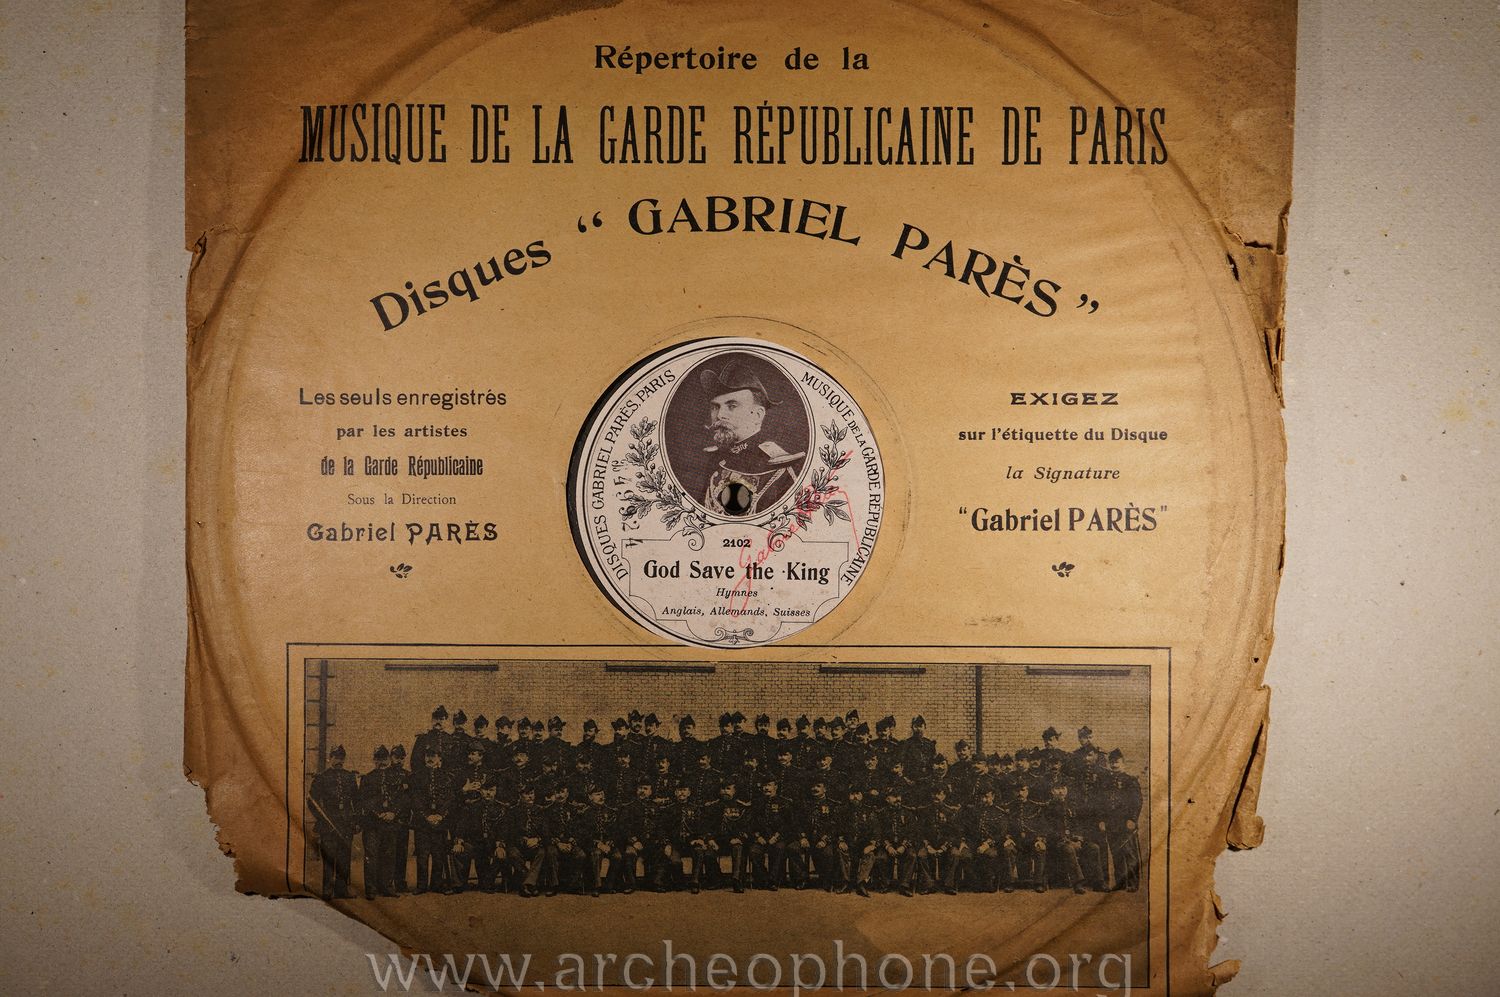 Répertoire de la
MUSIQUE DE LA GARDE RÉPUBLICAINE DE PARIS
Disques “ GABRIEL PARÈS ”
Les seuls enregistrés
par les artistes
de la Garde Républicaine
Sous la Direction
Gabriel PARÈS
EXIGEZ
sur l'étiquette du Disque
la Signature
“Gabriel PARÈS”
DISQUES GABRIEL PARÈS. PARIS
MUSIQUE DE LA GARDE RÉPUBLICAINE
2102
God Save the King
Hymnes
Anglais, Allemands, Suisses
www.archeophone.org